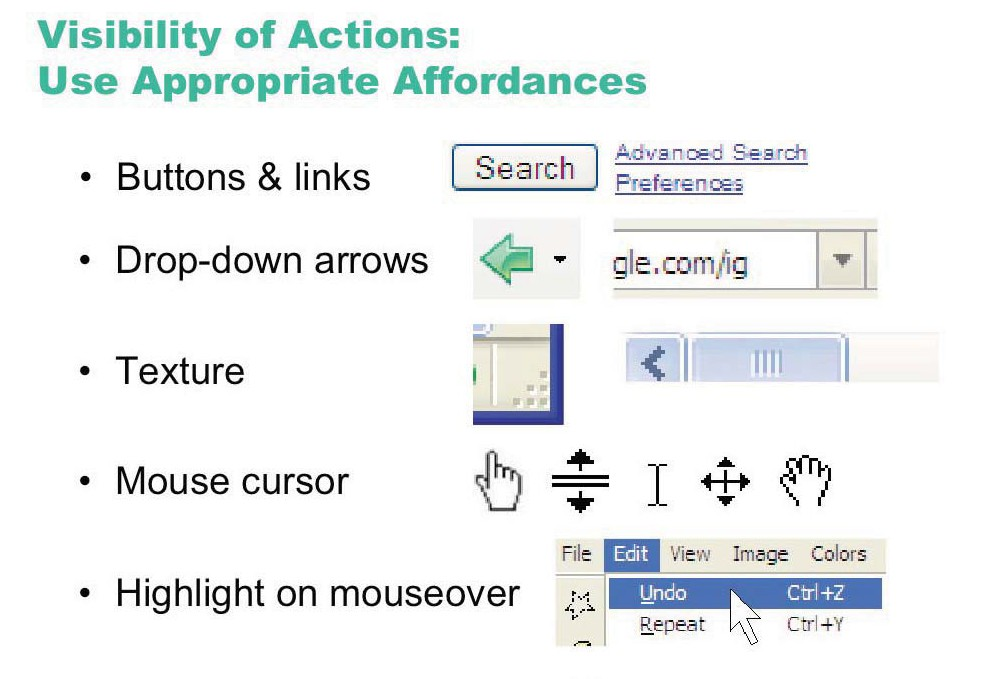 Visibility of Actions:
Use Appropriate Affordances
• Buttons & links
Search
Advanced Search
Preferences
• Drop-down arrows
gle.com/ig
• Texture
• Mouse cursor
• Highlight on mouseover
File Edit View Image Colors
Undo Ctrl+Z
Repeat Ctrl+Y